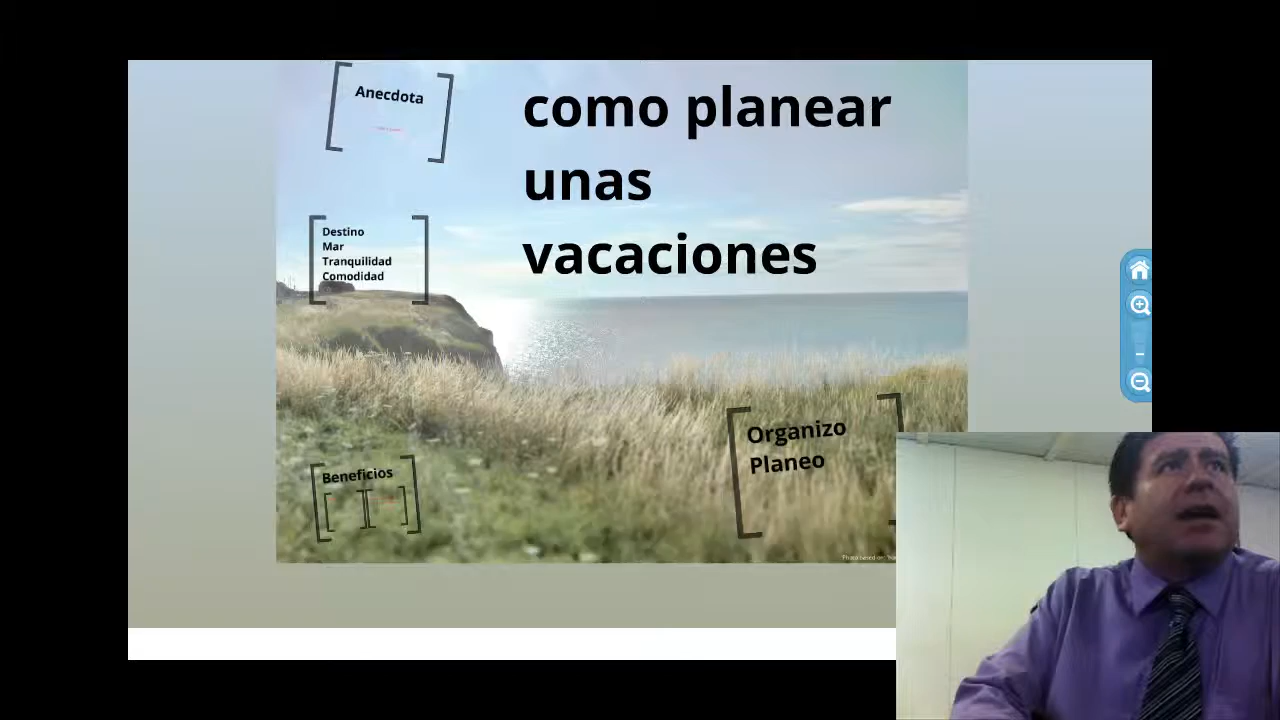 Anecdota
como planear
unas
vacaciones
Destino
Mar
Tranquilidad
Comodidad
Organizo
Planeo
Beneficios